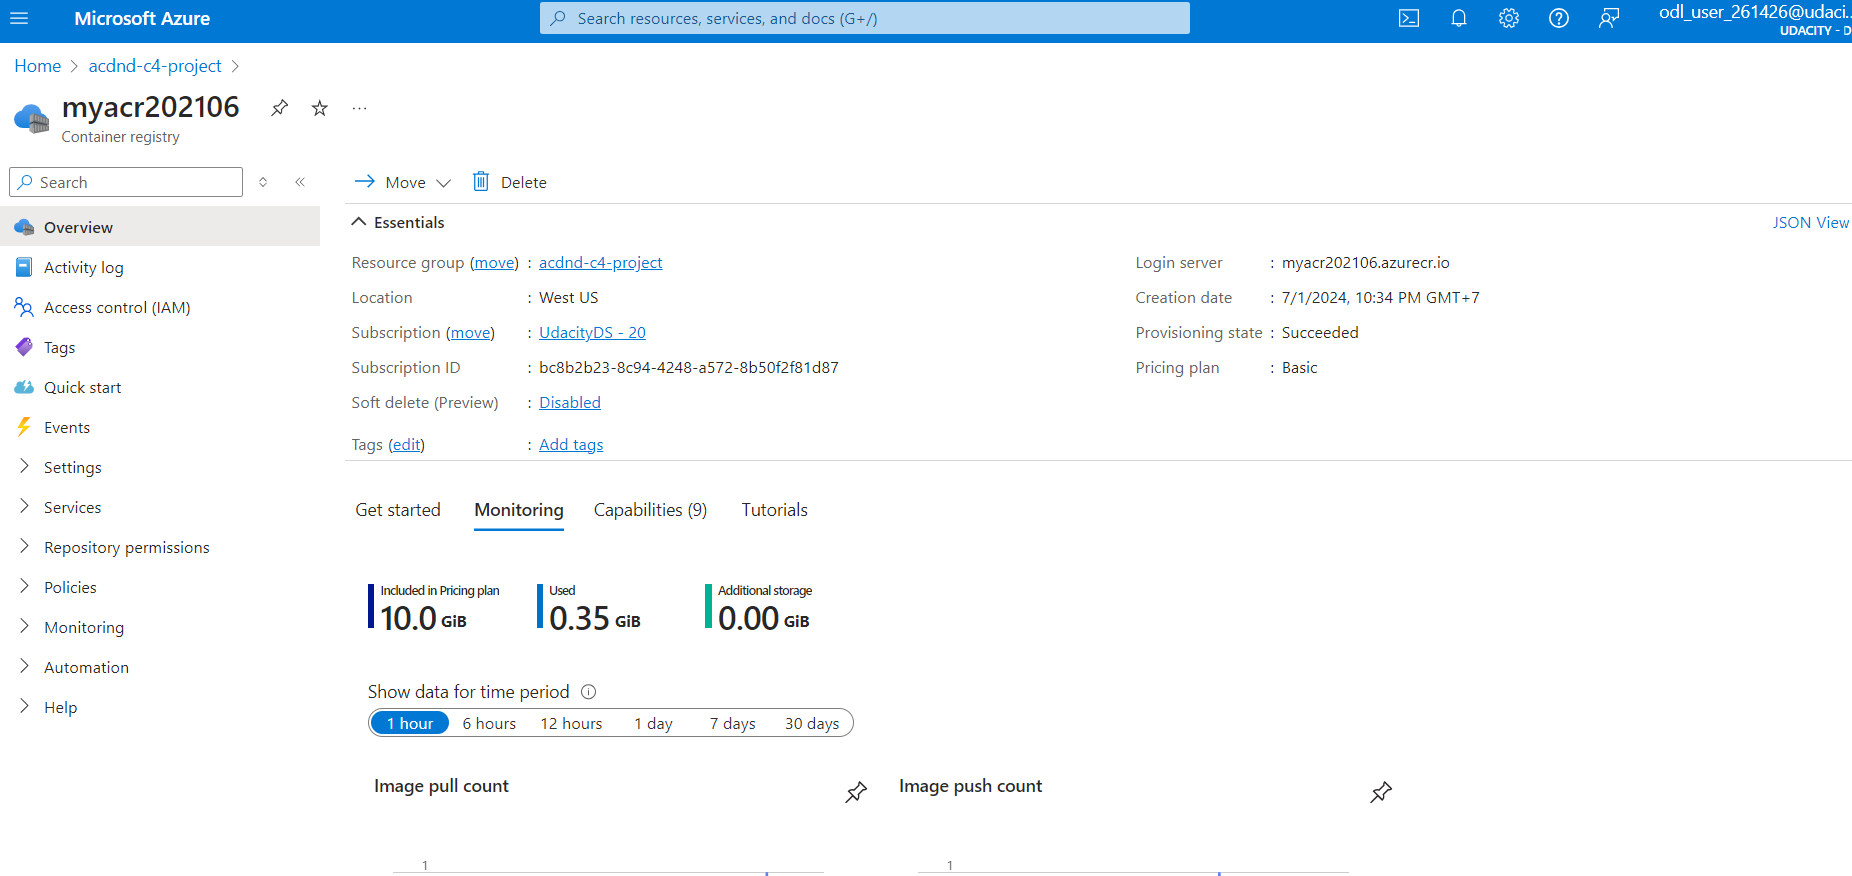 Microsoft Azure
Search resources, services, and docs (G+/)
odl_user_261426@udaci...
UDACITY - D
Home > acdnd-c4-project >
myacr202106
Container registry
Search
Move
Delete
Overview
Activity log
Access control (IAM)
Tags
Quick start
Events
Settings
Services
Repository permissions
Policies
Monitoring
Automation
Help
Essentials
JSON View
Resource group (move) : acdnd-c4-project
Location : West US
Subscription (move) : UdacityDS - 20
Subscription ID : bc8b2b23-8c94-4248-a572-8b50f2f81d87
Soft delete (Preview) : Disabled
Tags (edit) : Add tags
Login server : myacr202106.azurecr.io
Creation date : 7/1/2024, 10:34 PM GMT+7
Provisioning state : Succeeded
Pricing plan : Basic
Get started Monitoring Capabilities (9) Tutorials
Included in Pricing plan
10.0 GiB
Used
0.35 GiB
Additional storage
0.00 GiB
Show data for time period
1 hour 6 hours 12 hours 1 day 7 days 30 days
Image pull count
1
Image push count
1